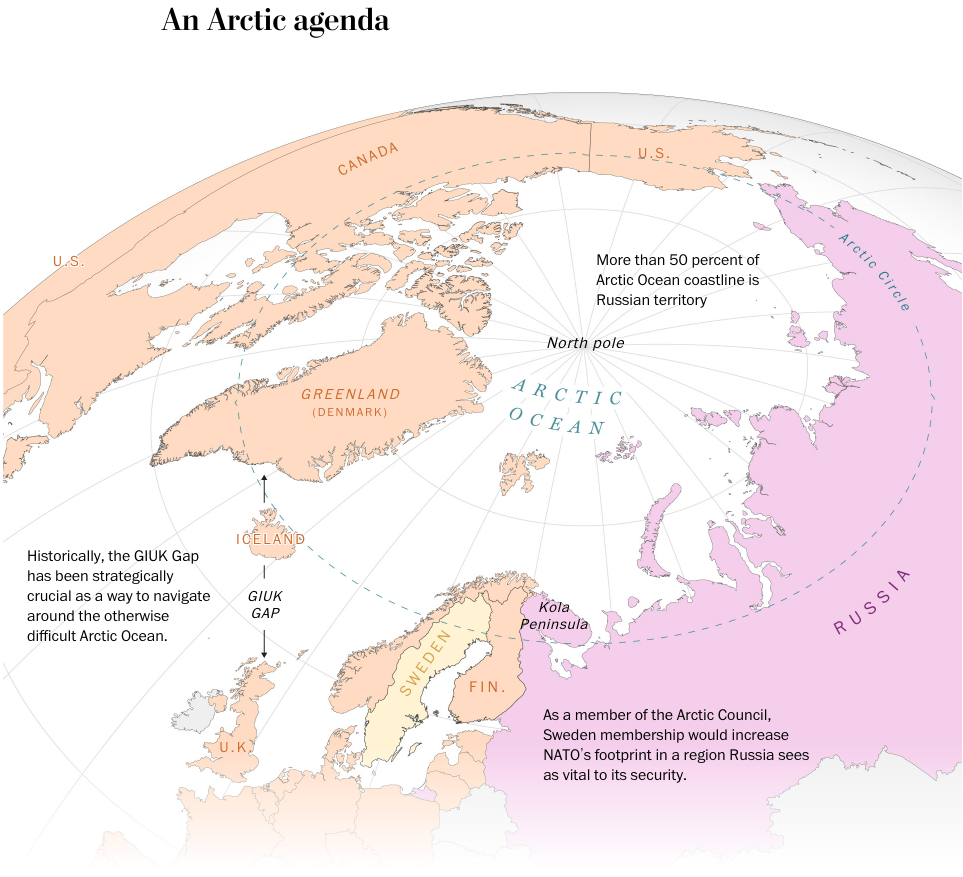 An Arctic agenda
CANADA
U.S.
U.S.
Arctic Circle
More than 50 percent of
Arctic Ocean coastline is
Russian territory
North pole
GREENLAND
(DENMARK)
ARCTIC
OCEAN
ICELAND
Historically, the GIUK Gap
has been strategically
crucial as a way to navigate
around the otherwise
difficult Arctic Ocean.
GIUK
GAP
Kola
Peninsula
RUSSIA
SWEDEN
FIN.
U.K.
As a member of the Arctic Council,
Sweden membership would increase
NATO's footprint in a region Russia sees
as vital to its security.